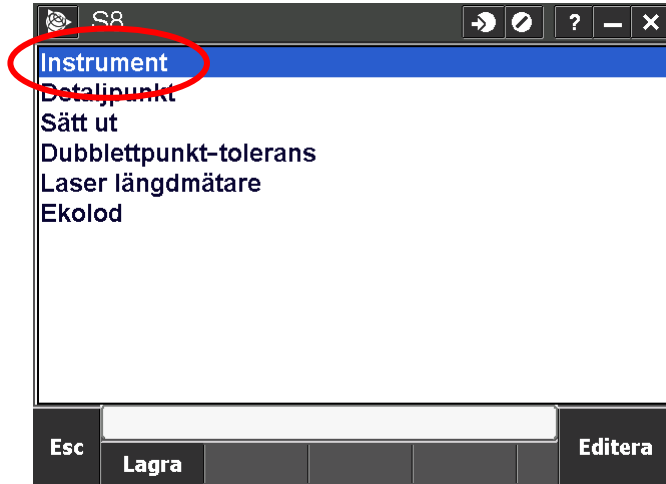 S8
? – ×
Instrument
Detaljpunkt
Sätt ut
Dubblettpunkt-tolerans
Laser längdmätare
Ekolod
Esc
Lagra
Editera